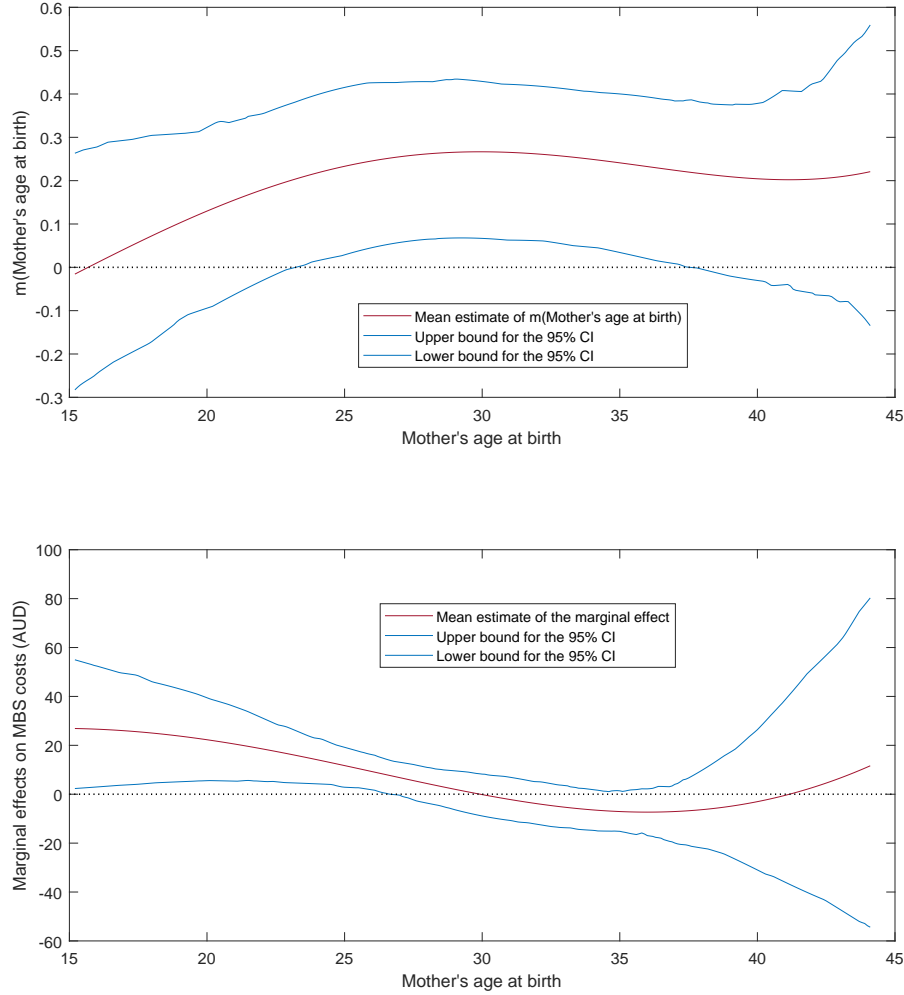 0.6
0.5
0.4
0.3
0.2
0.1
0
-0.1
-0.2
-0.3
m(Mother's age at birth)
Mean estimate of m(Mother's age at birth)
Upper bound for the 95% CI
Lower bound for the 95% CI
15 20 25 30 35 40 45
Mother's age at birth
100
80
60
40
20
0
-20
-40
-60
Marginal effects on MBS costs (AUD)
Mean estimate of the marginal effect
Upper bound for the 95% CI
Lower bound for the 95% CI
15 20 25 30 35 40 45
Mother's age at birth